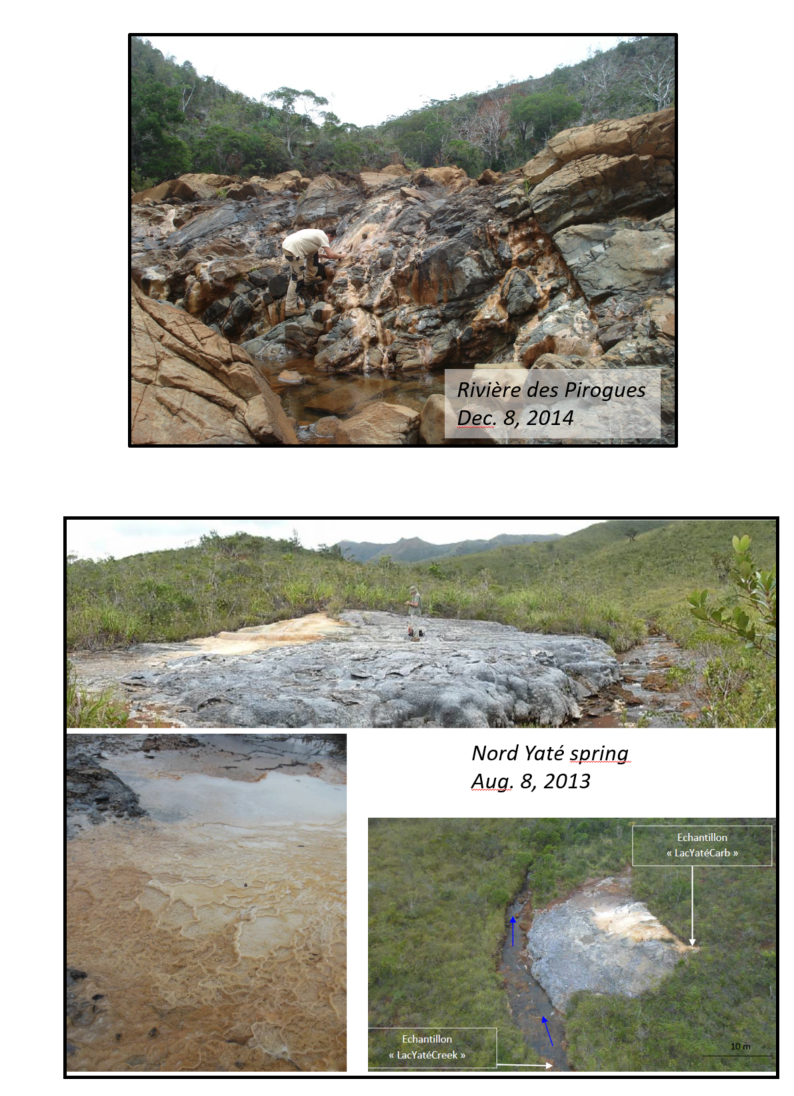 Rivière des Pirogues
Dec. 8, 2014
Nord Yaté spring
Aug. 8, 2013
Echantillon
« LacYatéCarb »
Echantillon
« LacYatéCreek »
10 m